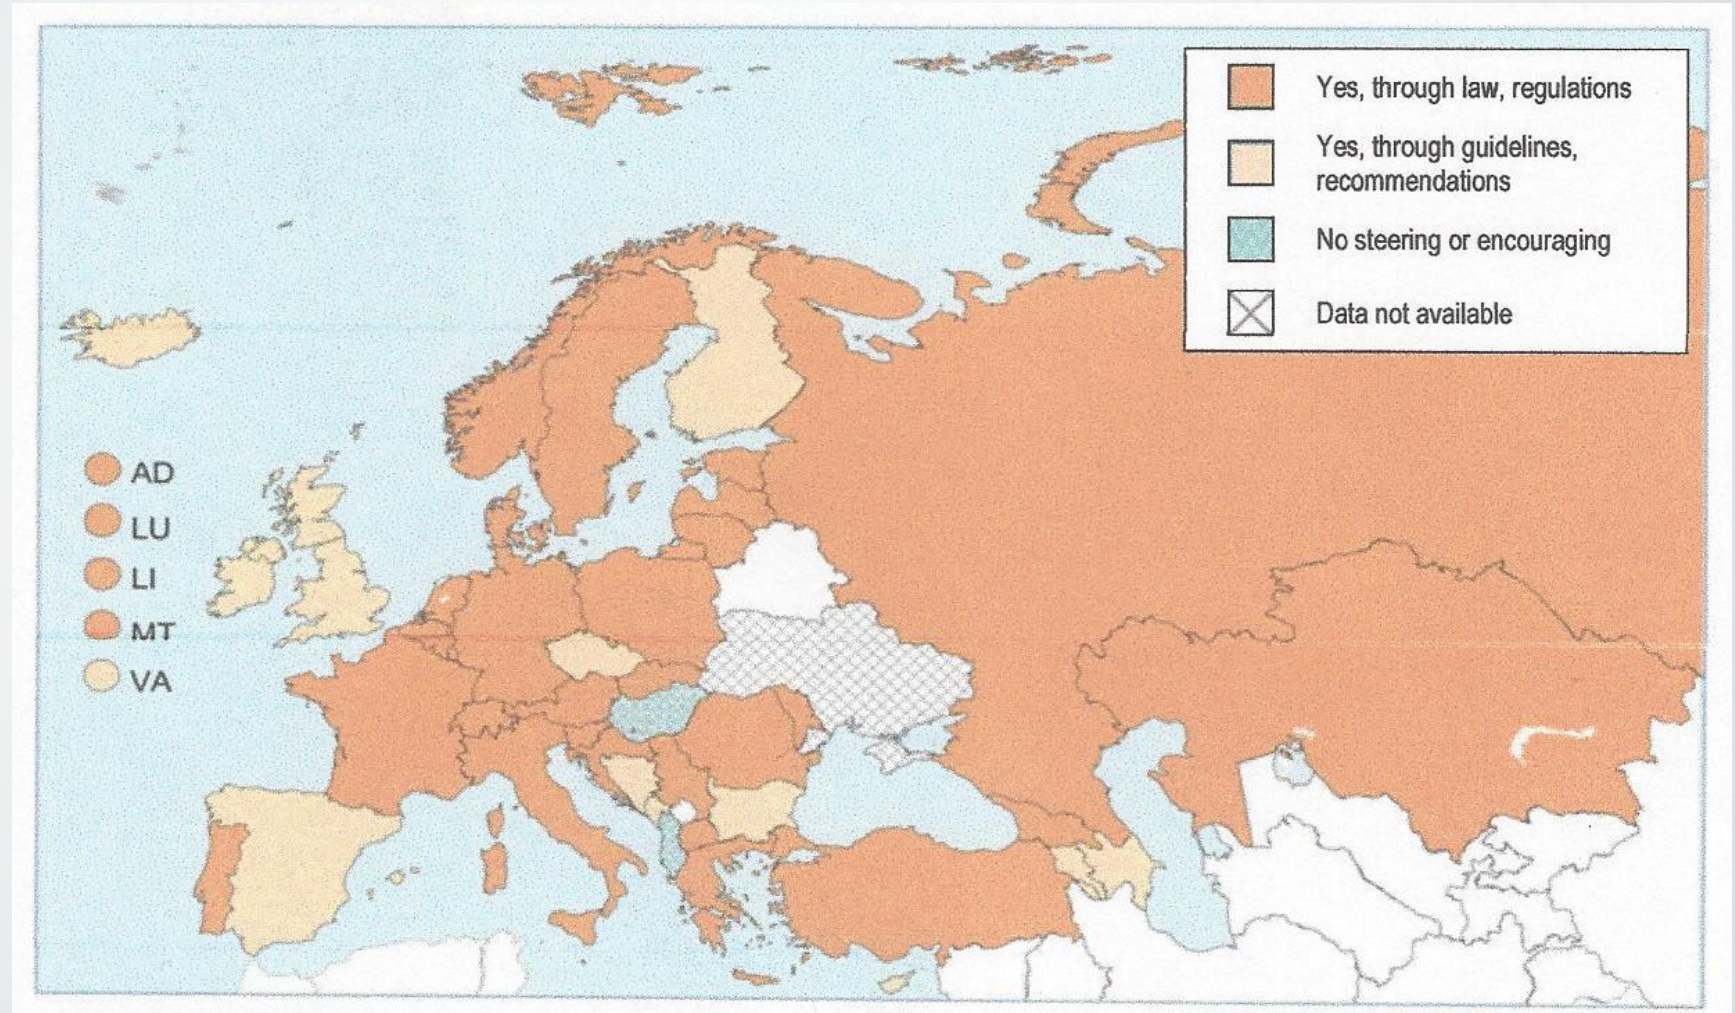 Yes, through law, regulations
Yes, through guidelines,
recommendations
No steering or encouraging
Data not available
AD
LU
LI
MT
VA